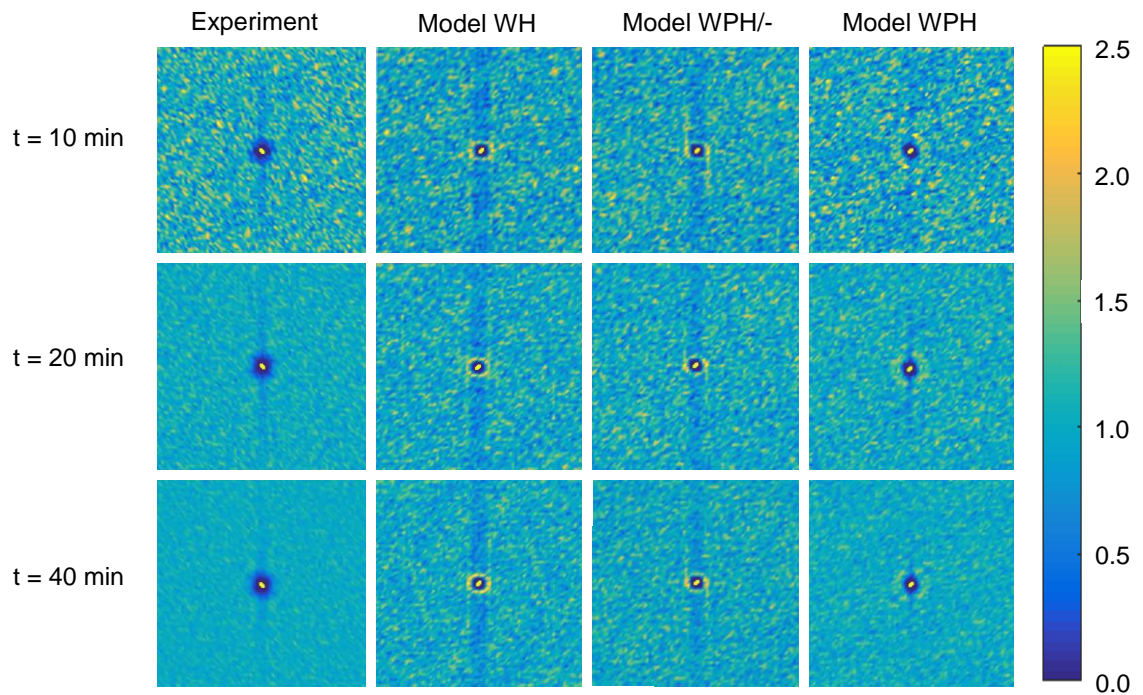 Experiment Model WH Model WPH/- Model WPH
2.5
t = 10 min
2.0
1.5
t = 20 min
1.0
0.5
t = 40 min
0.0